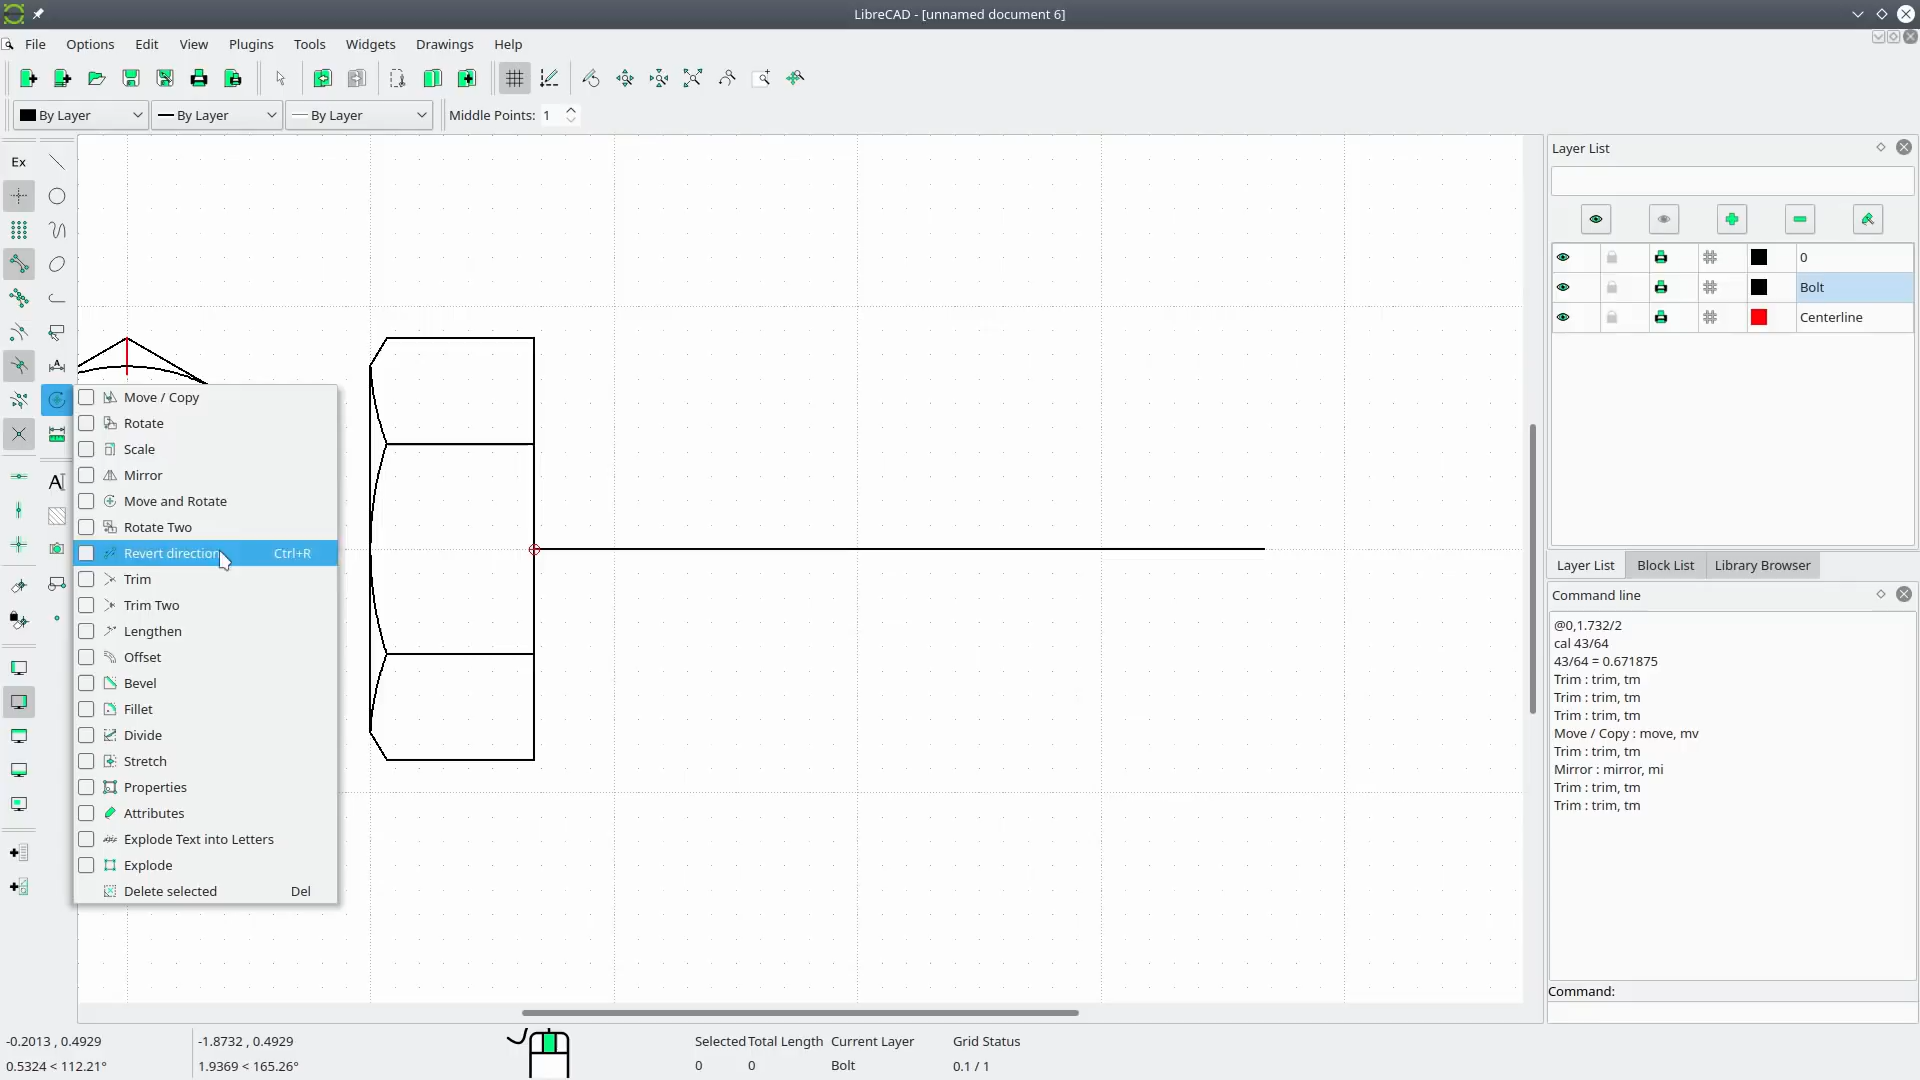 LibreCAD - [unnamed document 6]
File Options Edit View Plugins Tools Widgets Drawings Help
By Layer By Layer By Layer Middle Points: 1
Ex
Layer List
0
Bolt
Centerline
A
Move / Copy
Rotate
Scale
Mirror
Move and Rotate
Rotate Two
Revert direction Ctrl+R
Trim
Trim Two
Lengthen
Offset
Bevel
Fillet
Divide
Stretch
Properties
Attributes
Explode Text into Letters
Explode
Delete selected Del
Layer List Block List Library Browser
Command line
@0,1.732/2
cal 43/64
43/64 = 0.671875
Trim : trim, tm
Trim : trim, tm
Trim : trim, tm
Move / Copy : move, mv
Trim : trim, tm
Mirror : mirror, mi
Trim : trim, tm
Trim : trim, tm
Command:
-0.2013 , 0.4929 -1.8732 , 0.4929 Selected Total Length Current Layer Grid Status
0.5324 < 112.21° 1.9369 < 165.26° 0 0 Bolt 0.1 / 1